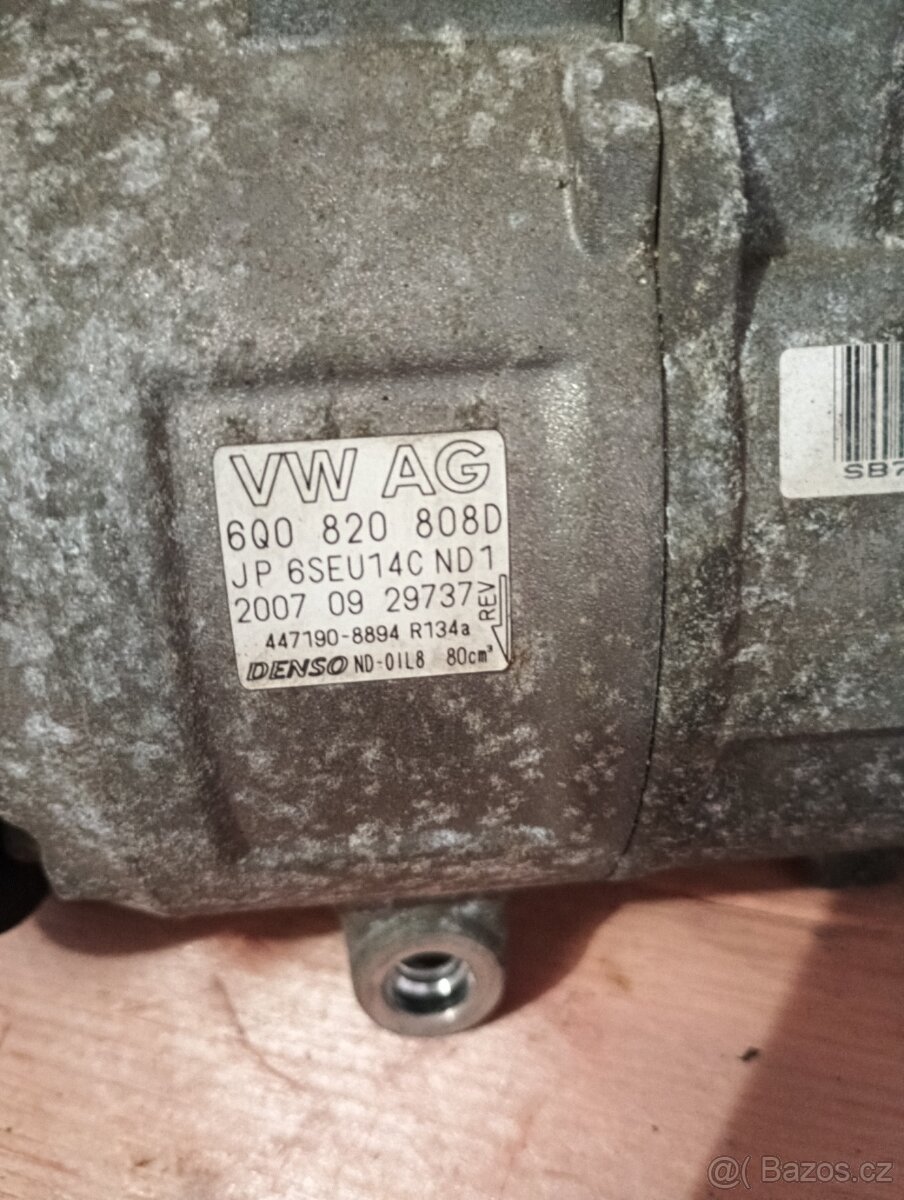 VW AG
6Q0 820 808D
JP 6SEU14C ND1
2007 09 29737
REV
447190-8894 R134a
DENSO ND-OIL8 80cm³
SB7
@( Bazos.cz